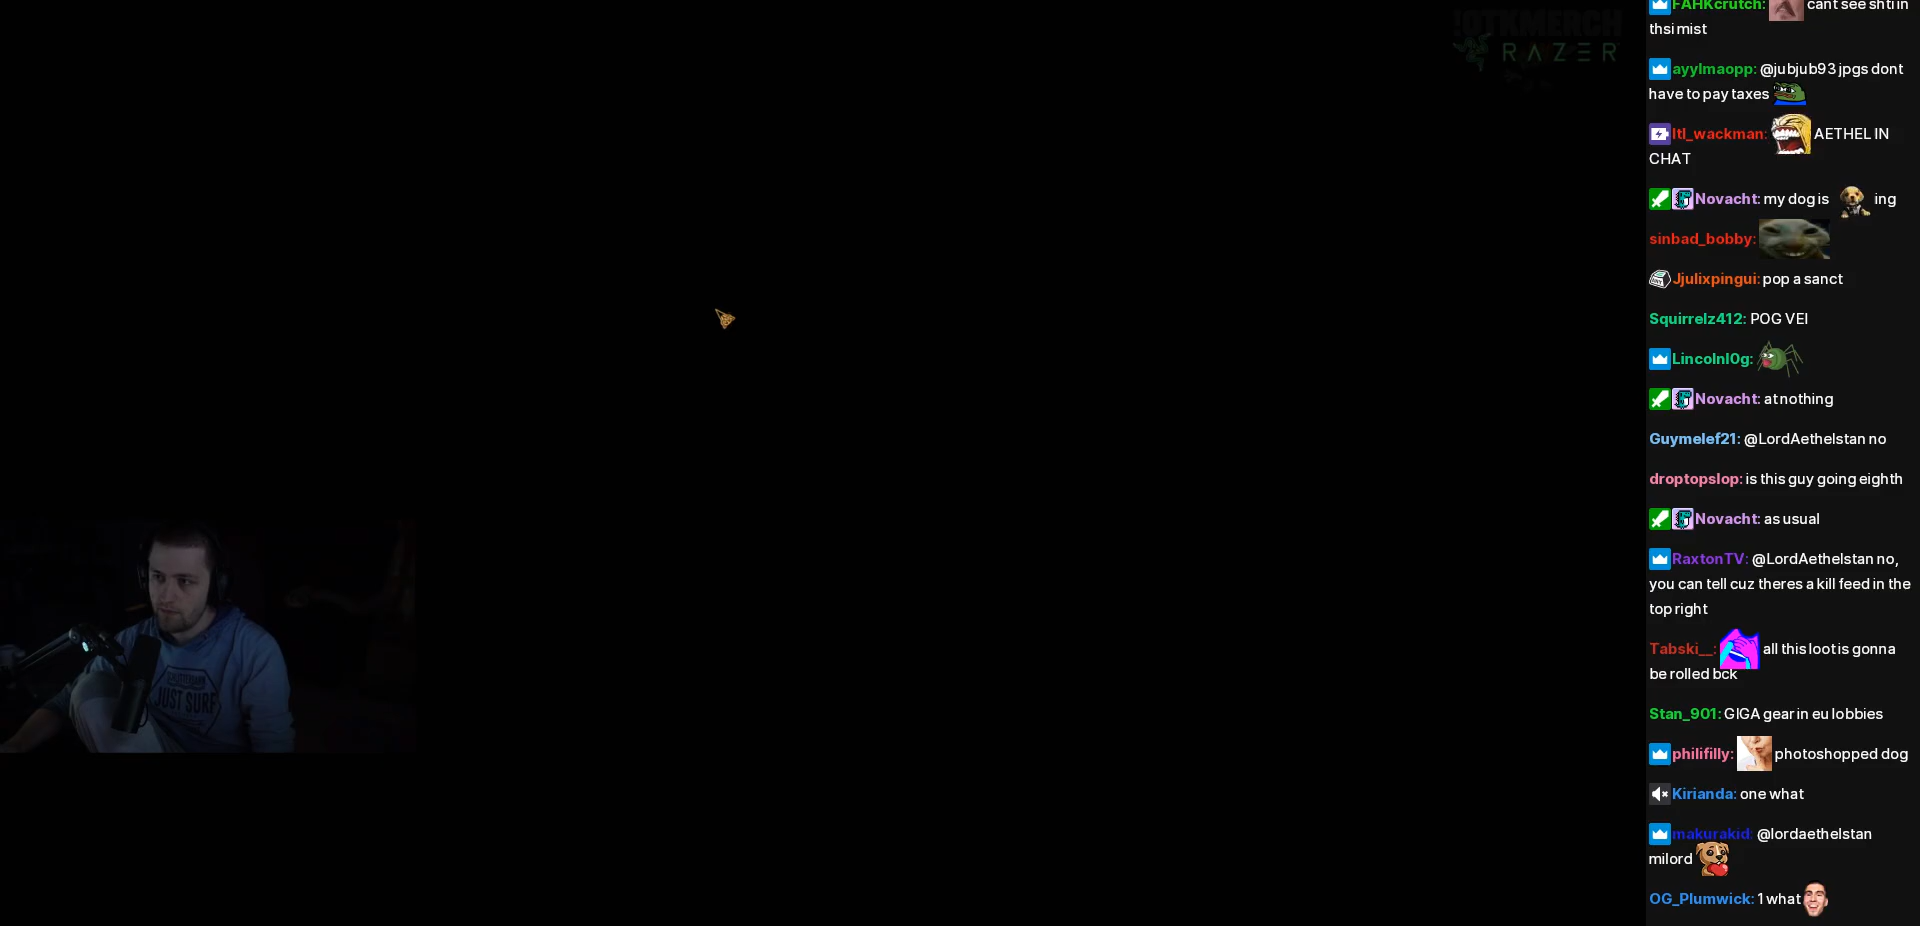 !OTKMERCH
RAZER
JUST SURF
FAHKcrutch: cant see shti in
thsi mist
ayylmaopp: @jubjub93 jpgs dont
have to pay taxes
ltl_wackman: AETHEL IN
CHAT
Novacht: my dog is ing
sinbad_bobby:
Jjulixpingui: pop a sanct
Squirrelz412: POG VEI
Lincolnl0g:
Novacht: at nothing
Guymelef21: @LordAethelstan no
droptopslop: is this guy going eighth
Novacht: as usual
RaxtonTV: @LordAethelstan no,
you can tell cuz theres a kill feed in the
top right
Tabski__: all this loot is gonna
be rolled bck
Stan_901: GIGA gear in eu lobbies
philifilly: photoshopped dog
Kirianda: one what
makurakid: @lordaethelstan
milord
OG_Plumwick: 1 what